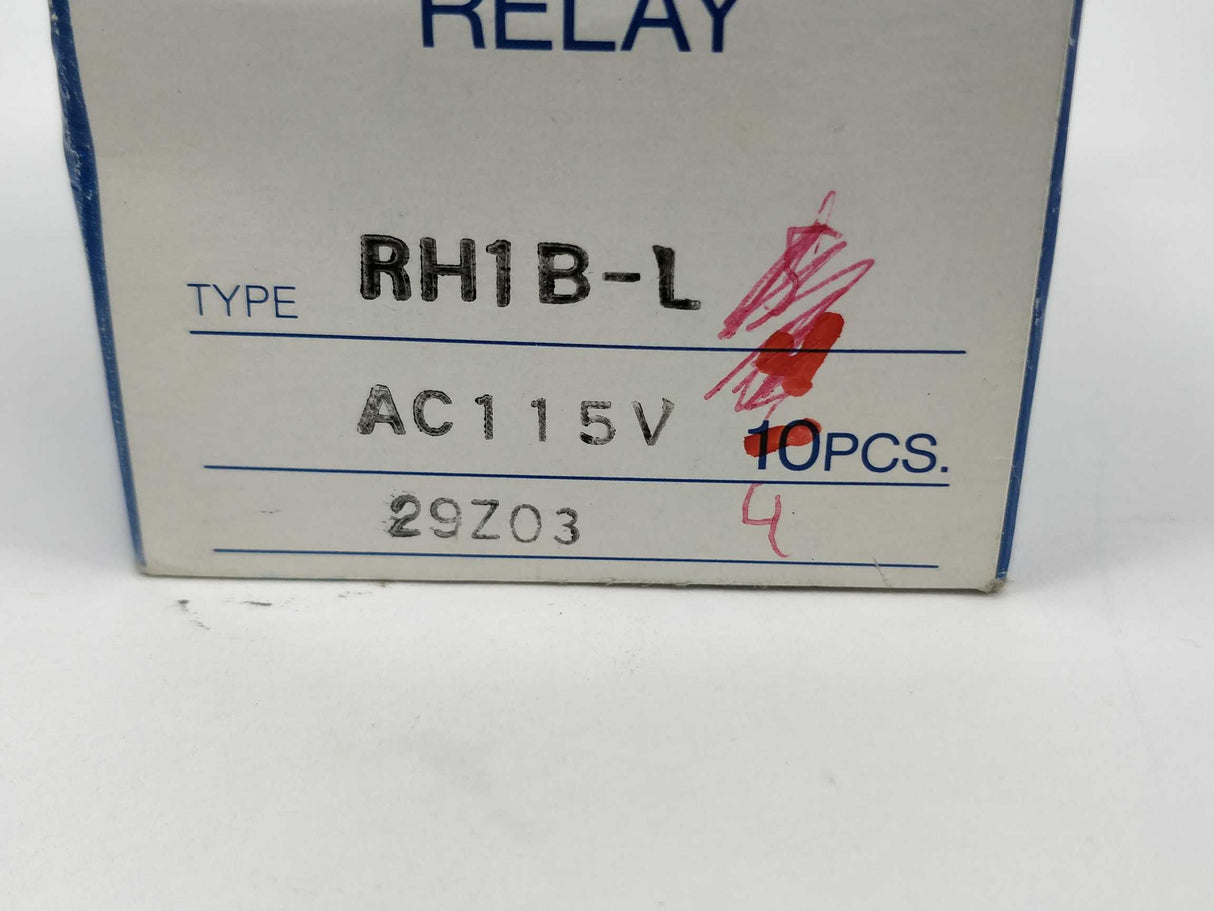 RELAY
TYPE RH1B-L
AC115V 10PCS.
29Z03 4